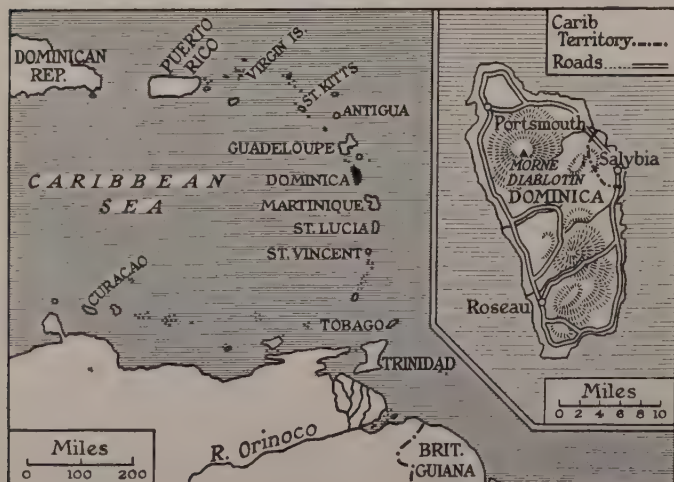 DOMINICAN
REP.
PUERTO
RICO
VIRGIN IS.
ST. KITTS
ANTIGUA
GUADELOUPE
CARIBBEAN
SEA
DOMINICA
MARTINIQUE
ST. LUCIA
ST. VINCENT
CURACAO
TOBAGO
TRINIDAD
R. Orinoco
BRIT.
GUIANA
Miles
0 100 200
Carib
Territory
Roads
Portsmouth
Salybia
MORNE
DIABLOTIN
DOMINICA
Roseau
Miles
0 2 4 6 8 10